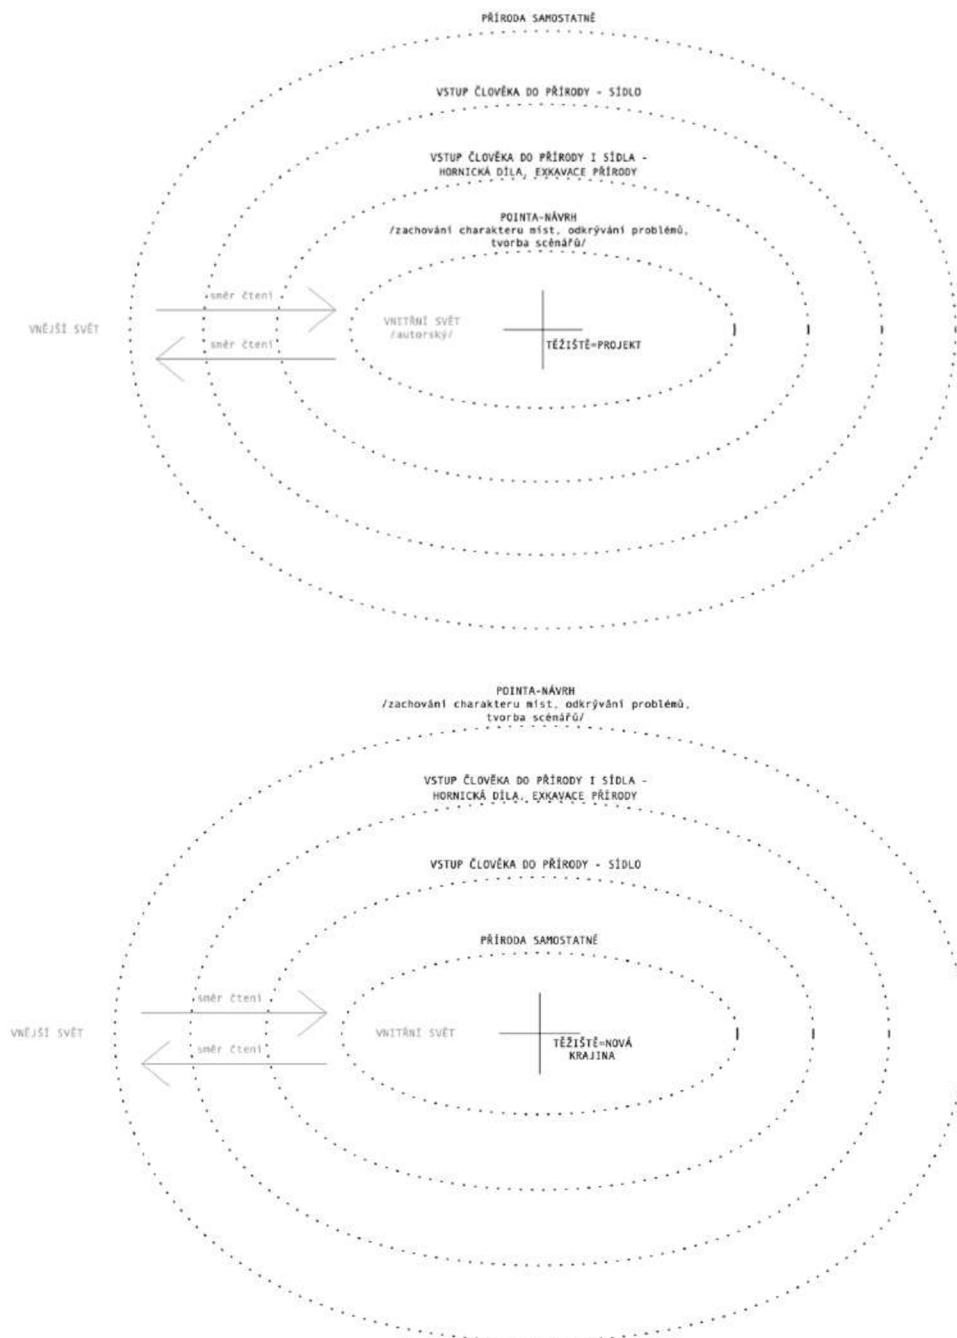 PŘÍRODA SAMOSTATNĚ
VSTUP ČLOVĚKA DO PŘÍRODY - SÍDLO
VSTUP ČLOVĚKA DO PŘÍRODY I SÍDLA -
HORNICKÁ DÍLA, EXKAVACE PŘÍRODY
POINTA-NÁVRH
/zachování charakteru míst, odkrývání problémů,
tvorba scénářů/
směr čtení
VNĚJŠÍ SVĚT
VNITŘNÍ SVĚT
/autorský/
směr čtení
TĚŽIŠTĚ=PROJEKT
POINTA-NÁVRH
/zachování charakteru míst, odkrývání problémů,
tvorba scénářů/
VSTUP ČLOVĚKA DO PŘÍRODY I SÍDLA -
HORNICKÁ DÍLA, EXKAVACE PŘÍRODY
VSTUP ČLOVĚKA DO PŘÍRODY - SÍDLO
PŘÍRODA SAMOSTATNĚ
směr čtení
VNĚJŠÍ SVĚT
VNITŘNÍ SVĚT
směr čtení
TĚŽIŠTĚ=NOVÁ
KRAJINA